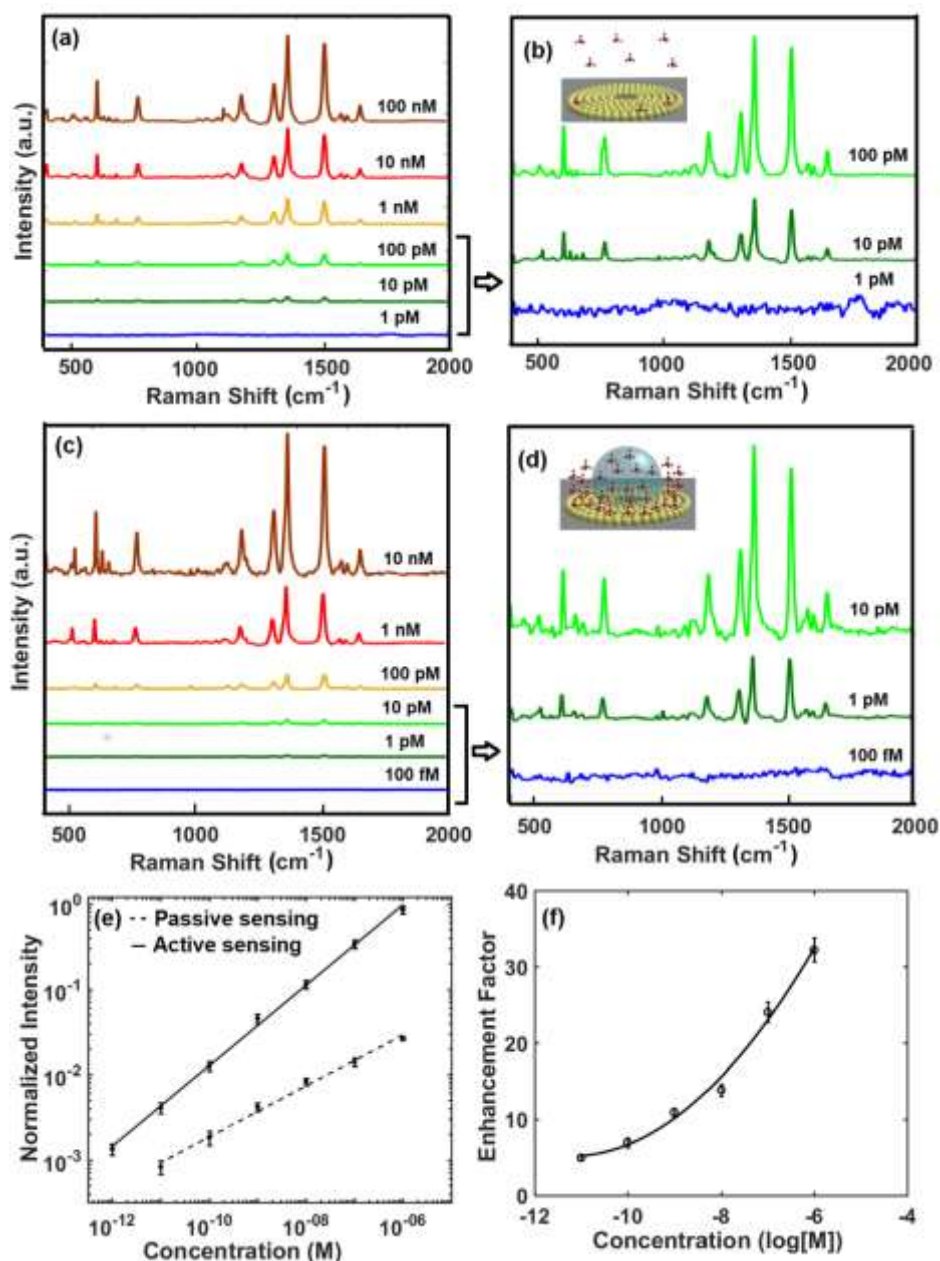 (a)
100 nM
10 nM
1 nM
100 pM
10 pM
1 pM
Intensity (a.u.)
500 1000 1500 2000
Raman Shift (cm⁻¹)
(b)
100 pM
10 pM
1 pM
500 1000 1500 2000
Raman Shift (cm⁻¹)
(c)
10 nM
1 nM
100 pM
10 pM
1 pM
100 fM
Intensity (a.u.)
500 1000 1500 2000
Raman Shift (cm⁻¹)
(d)
10 pM
1 pM
100 fM
500 1000 1500 2000
Raman Shift (cm⁻¹)
(e)
Passive sensing
Active sensing
Normalized Intensity
10⁰
10⁻¹
10⁻²
10⁻³
10⁻¹² 10⁻¹⁰ 10⁻⁰⁸ 10⁻⁰⁶
Concentration (M)
(f)
Enhancement Factor
40
30
20
10
0
-12 -10 -8 -6 -4
Concentration (log[M])